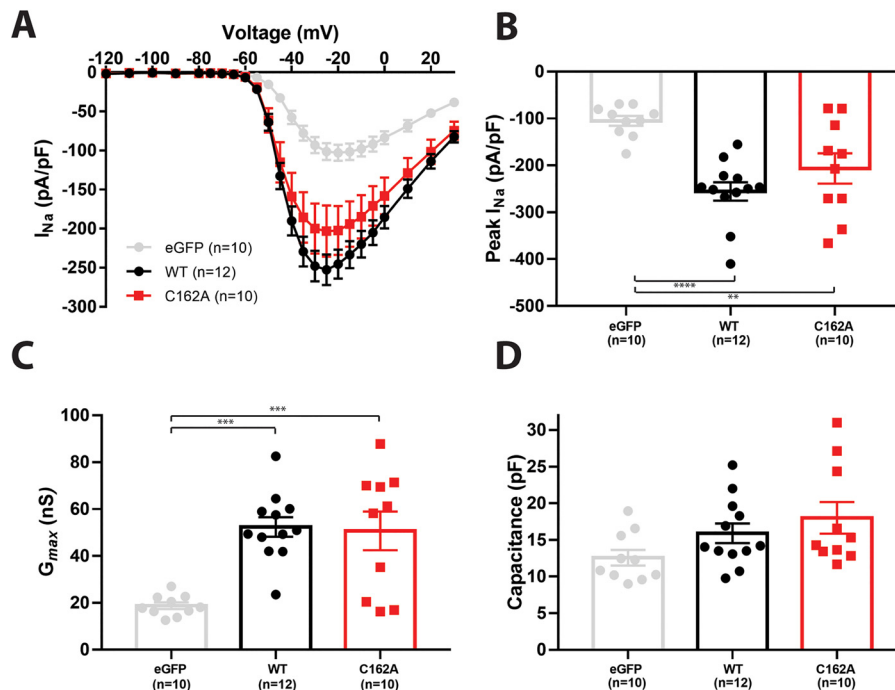 A
Voltage (mV)
-120 -100 -80 -60 -40 -20 0 20
0
-50
-100
-150
-200
-250
-300
I_Na (pA/pF)
eGFP (n=10)
WT (n=12)
C162A (n=10)
B
0
-100
-200
-300
-400
-500
Peak I_Na (pA/pF)
****
**
eGFP WT C162A
(n=10) (n=12) (n=10)
C
100
80
60
40
20
0
G_max (nS)
***
***
eGFP WT C162A
(n=10) (n=12) (n=10)
D
30
25
20
15
10
5
0
Capacitance (pF)
eGFP WT C162A
(n=10) (n=12) (n=10)